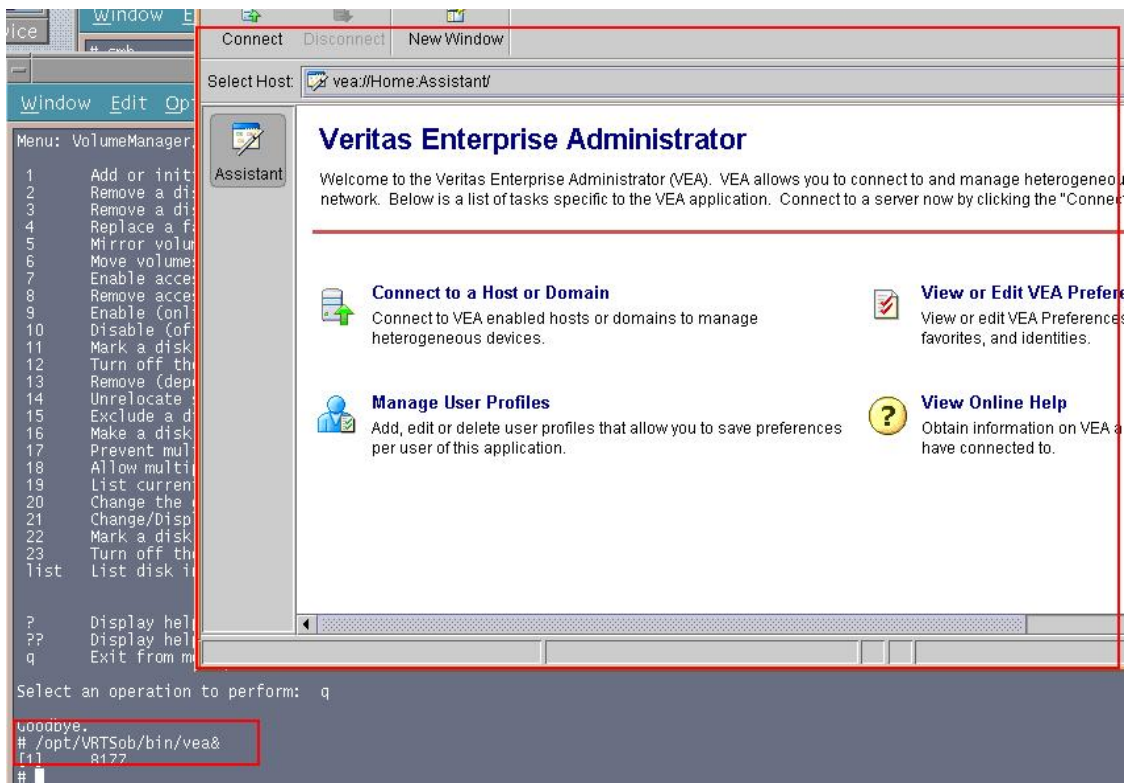 Window E
vice
# smh
Window Edit Op
Menu: VolumeManager
1 Add or init
2 Remove a di
3 Remove a di
4 Replace a f
5 Mirror volum
6 Move volumes
7 Enable acce
8 Remove acce
9 Enable (onl
10 Disable (of
11 Mark a disk
12 Turn off th
13 Remove (dep
14 Unrelocate
15 Exclude a d
16 Make a disk
17 Prevent mul
18 Allow multi
19 List curren
20 Change the
21 Change/Disp
22 Mark a disk
23 Turn off the
list List disk i
? Display hel
?? Display hel
q Exit from m
Select an operation to perform: q
Goodbye.
# /opt/VRTSob/bin/vea&
[1] 8177
#
Connect Disconnect New Window
Select Host: vea://Home:Assistant/
Assistant
Veritas Enterprise Administrator
Welcome to the Veritas Enterprise Administrator (VEA). VEA allows you to connect to and manage heterogeneou
network. Below is a list of tasks specific to the VEA application. Connect to a server now by clicking the "Connec
Connect to a Host or Domain
Connect to VEA enabled hosts or domains to manage
heterogeneous devices.
View or Edit VEA Prefere
View or edit VEA Preferences
favorites, and identities.
Manage User Profiles
Add, edit or delete user profiles that allow you to save preferences
per user of this application.
View Online Help
Obtain information on VEA a
have connected to.